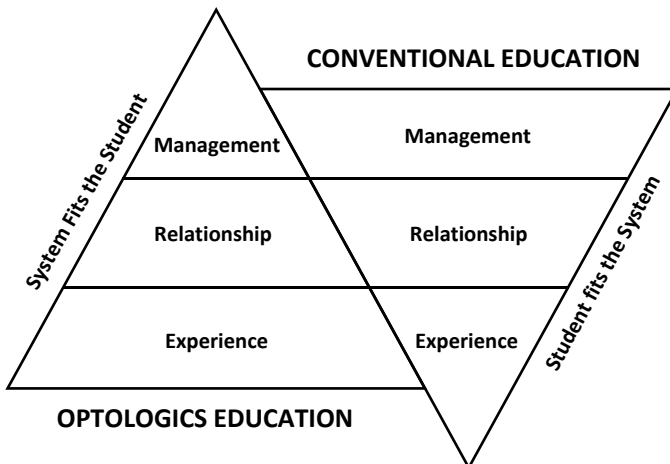 CONVENTIONAL EDUCATION
System Fits the Student
Management
Management
Relationship
Relationship
Student fits the System
Experience
Experience
OPTOLOGICS EDUCATION